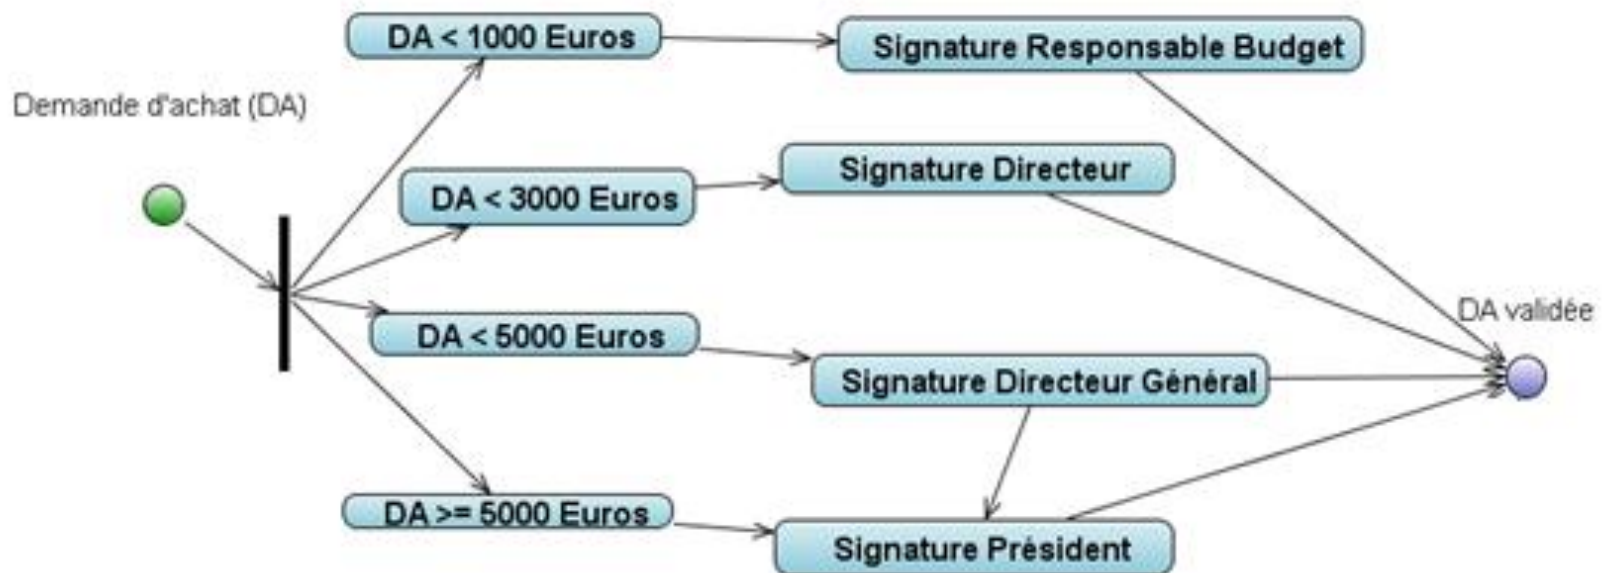 DA < 1000 Euros
Signature Responsable Budget
Demande d'achat (DA)
DA < 3000 Euros
Signature Directeur
DA < 5000 Euros
Signature Directeur Général
DA validée
DA >= 5000 Euros
Signature Président